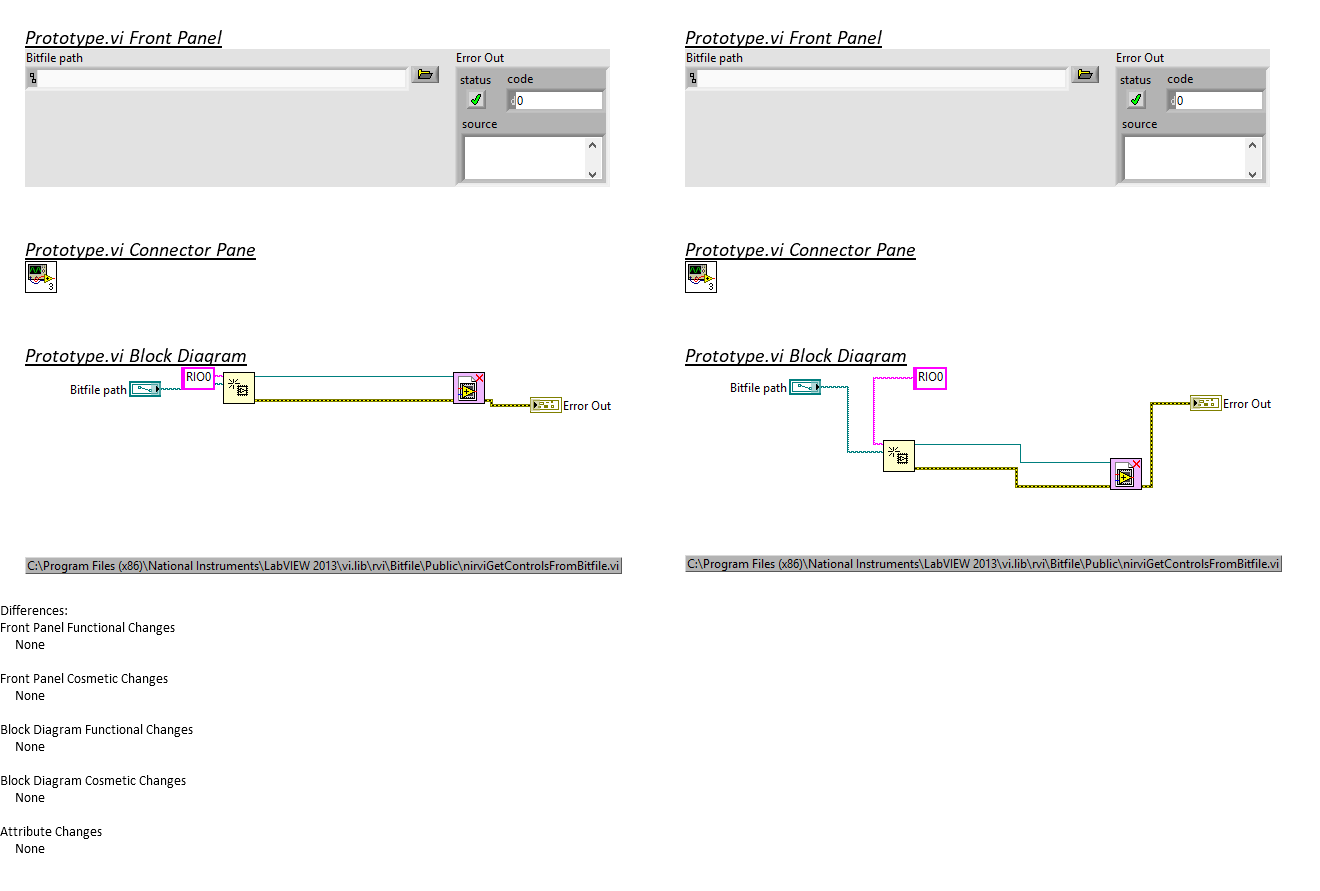 Prototype.vi Front Panel
Bitfile path
Error Out
status code
0
source
Prototype.vi Connector Pane
3
Prototype.vi Block Diagram
RIO0
Bitfile path
Error Out
C:\Program Files (x86)\National Instruments\LabVIEW 2013\vi.lib\rvi\Bitfile\Public\nirviGetControlsFromBitfile.vi
Prototype.vi Front Panel
Bitfile path
Error Out
status code
0
source
Prototype.vi Connector Pane
3
Prototype.vi Block Diagram
RIO0
Bitfile path
Error Out
C:\Program Files (x86)\National Instruments\LabVIEW 2013\vi.lib\rvi\Bitfile\Public\nirviGetControlsFromBitfile.vi
Differences:
Front Panel Functional Changes
None
Front Panel Cosmetic Changes
None
Block Diagram Functional Changes
None
Block Diagram Cosmetic Changes
None
Attribute Changes
None